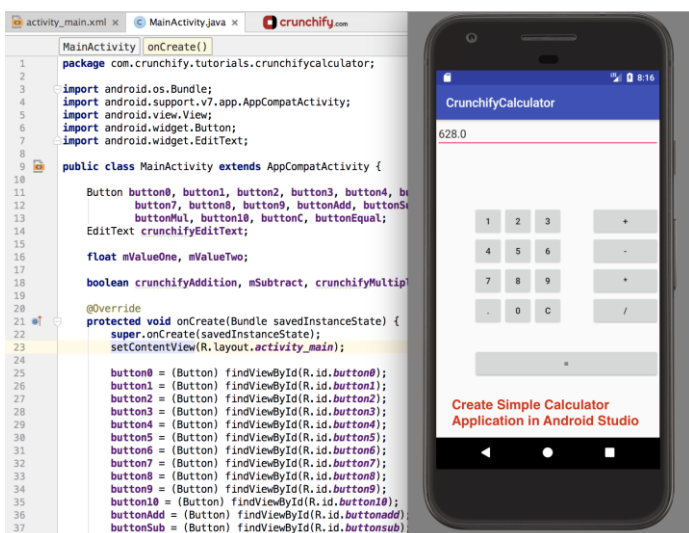 activity_main.xml × MainActivity.java × crunchify.com
MainActivity onCreate()
1 package com.crunchify.tutorials.crunchifycalculator;
2
3 import android.os.Bundle;
4 import android.support.v7.app.AppCompatActivity;
5 import android.view.View;
6 import android.widget.Button;
7 import android.widget.EditText;
8
9 public class MainActivity extends AppCompatActivity {
10
11 Button button0, button1, button2, button3, button4, bu
12 button7, button8, button9, buttonAdd, buttonSu
13 buttonMul, button10, buttonC, buttonEqual;
14 EditText crunchifyEditText;
15
16 float mValueOne, mValueTwo;
17
18 boolean crunchifyAddition, mSubtract, crunchifyMultipl
19
20 @Override
21 protected void onCreate(Bundle savedInstanceState) {
22 super.onCreate(savedInstanceState);
23 setContentView(R.layout.activity_main);
24
25 button0 = (Button) findViewById(R.id.button0);
26 button1 = (Button) findViewById(R.id.button1);
27 button2 = (Button) findViewById(R.id.button2);
28 button3 = (Button) findViewById(R.id.button3);
29 button4 = (Button) findViewById(R.id.button4);
30 button5 = (Button) findViewById(R.id.button5);
31 button6 = (Button) findViewById(R.id.button6);
32 button7 = (Button) findViewById(R.id.button7);
33 button8 = (Button) findViewById(R.id.button8);
34 button9 = (Button) findViewById(R.id.button9);
35 button10 = (Button) findViewById(R.id.button10);
36 buttonAdd = (Button) findViewById(R.id.buttonadd);
37 buttonSub = (Button) findViewById(R.id.buttonsub)
8:16
CrunchifyCalculator
628.0
1 2 3 +
4 5 6 -
7 8 9 *
. 0 C /
=
Create Simple Calculator
Application in Android Studio